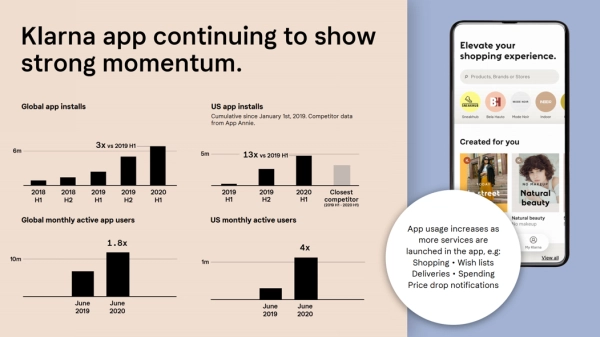 Klarna app continuing to show
strong momentum.
Global app installs
6m
3x vs 2019 H1
2018
H1
2018
H2
2019
H1
2019
H2
2020
H1
US app installs
Cumulative since January 1st, 2019. Competitor data
from App Annie.
5m
13x vs 2019 H1
2019
H1
2019
H2
2020
H1
Closest
competitor
(2019 H1 - 2020 H1)
Global monthly active app users
10m
1.8x
June
2019
June
2020
US monthly active users
1m
4x
June
2019
June
2020
Elevate your
shopping experience.
Products, Brands or Stores
Created for you
Natural
beauty
Natural beauty
No makeup
My Klarna
View all
App usage increases as
more services are
launched in the app, e.g:
Shopping • Wish lists
Deliveries • Spending
Price drop notifications